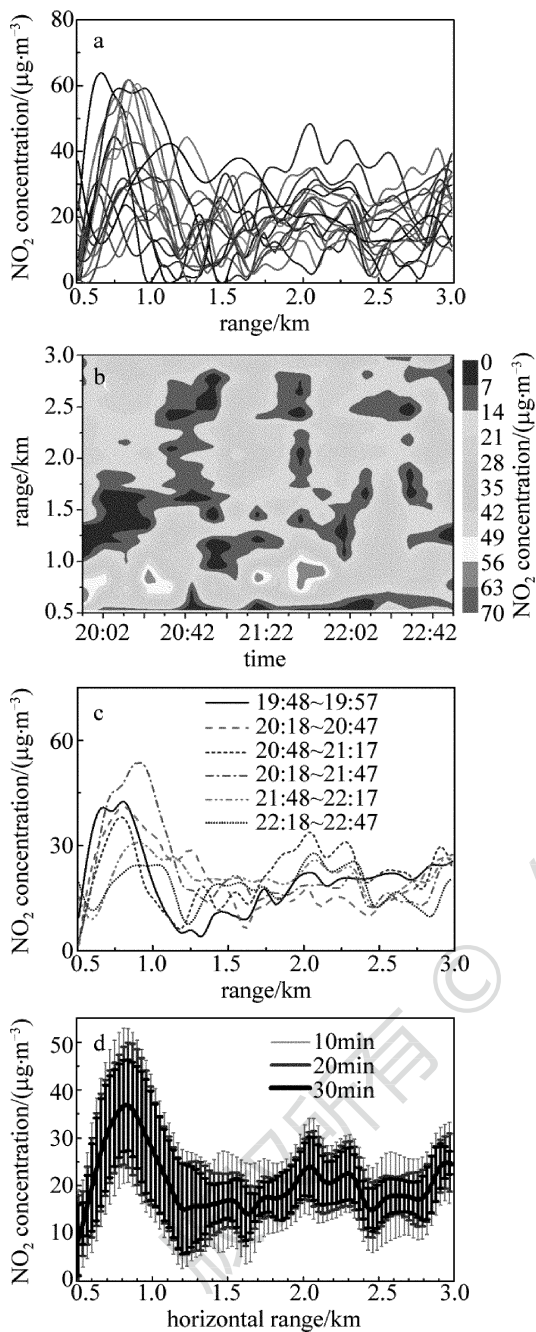 a
NO₂ concentration/(μg·m⁻³)
80
60
40
20
0
0.5 1.0 1.5 2.0 2.5 3.0
range/km
b
range/km
3.0
2.5
2.0
1.5
1.0
0.5
20:02 20:42 21:22 22:02 22:42
time
0
7
14
21
28
35
42
49
56
63
70
NO₂ concentration/(μg·m⁻³)
c
NO₂ concentration/(μg·m⁻³)
60
30
0
19:48~19:57
20:18~20:47
20:48~21:17
20:18~21:47
21:48~22:17
22:18~22:47
0.5 1.0 1.5 2.0 2.5 3.0
range/km
d
NO₂ concentration/(μg·m⁻³)
50
40
30
20
10
0
10min
20min
30min
0.5 1.0 1.5 2.0 2.5 3.0
horizontal range/km
版权所有 ©